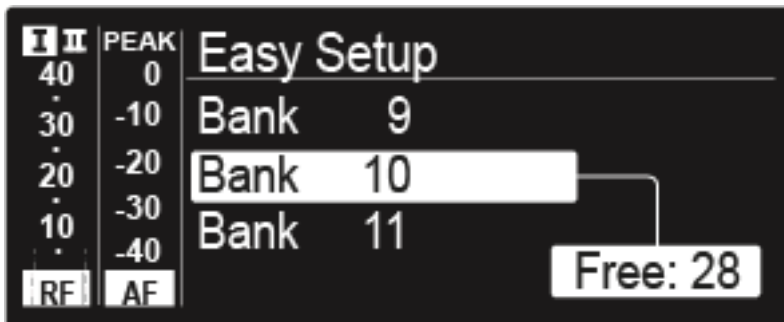 I II PEAK
40 0
30 -10
20 -20
10 -30
-40
RF AF
Easy Setup
Bank 9
Bank 10
Bank 11
Free: 28